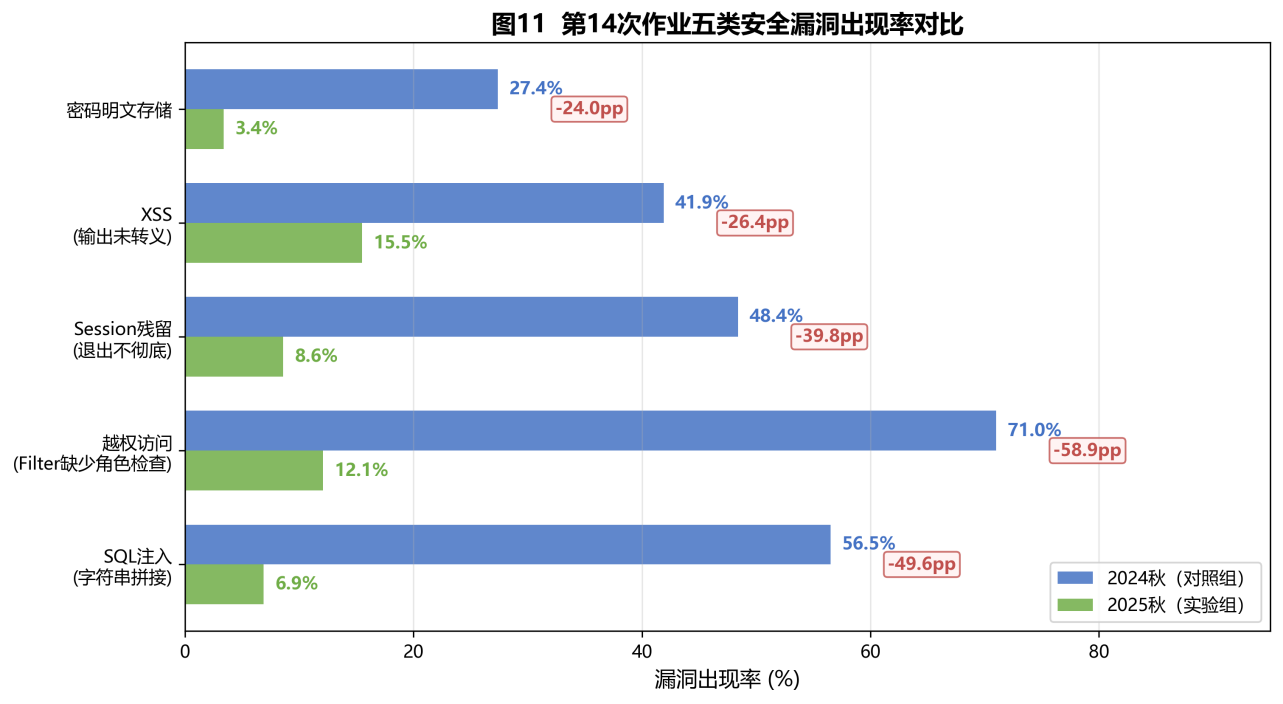 图11 第14次作业五类安全漏洞出现率对比
密码明文存储
27.4%
-24.0pp
3.4%
XSS
(输出未转义)
41.9%
-26.4pp
15.5%
Session残留
(退出不彻底)
48.4%
-39.8pp
8.6%
越权访问
(Filter缺少角色检查)
71.0%
-58.9pp
12.1%
SQL注入
(字符串拼接)
56.5%
-49.6pp
6.9%
2024秋（对照组）
2025秋（实验组）
0 20 40 60 80
漏洞出现率 (%)